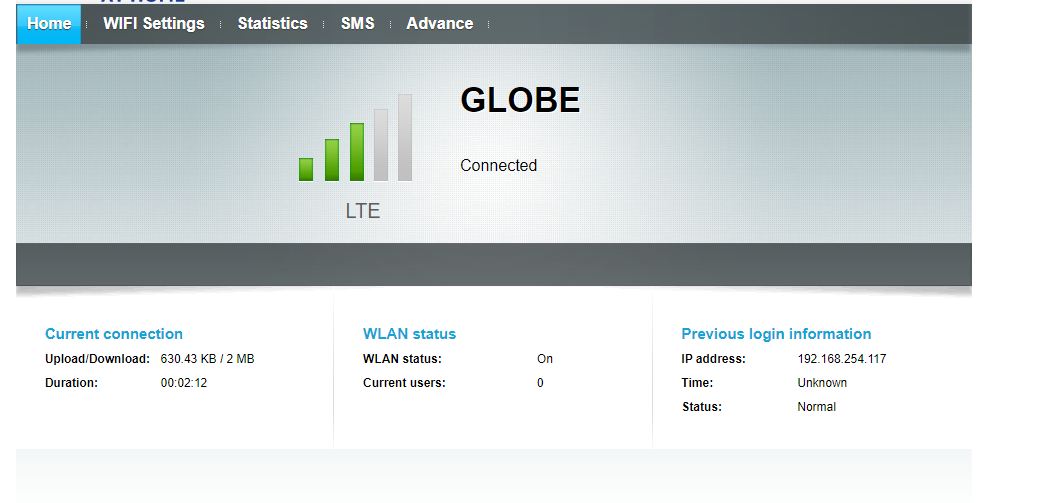 AT HOME
Home WIFI Settings Statistics SMS Advance
GLOBE
Connected
LTE
Current connection
Upload/Download: 630.43 KB / 2 MB
Duration: 00:02:12
WLAN status
WLAN status: On
Current users: 0
Previous login information
IP address: 192.168.254.117
Time: Unknown
Status: Normal